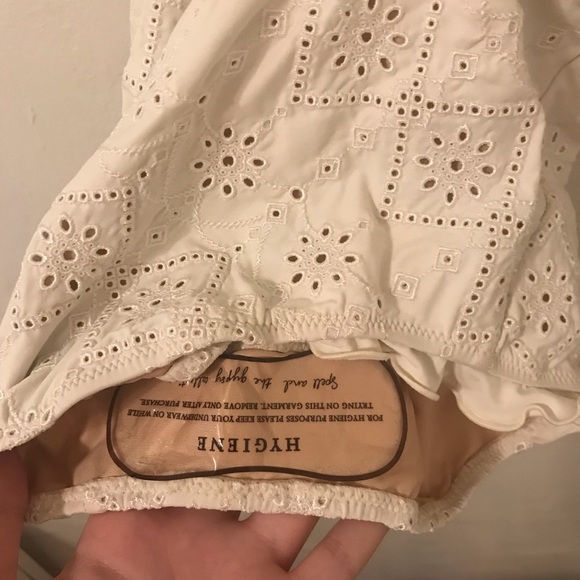 HYGIENE
FOR HYGIENE PURPOSES PLEASE KEEP YOUR UNDERWEAR ON WHILE
TRYING ON THIS GARMENT. REMOVE ONLY AFTER PURCHASE.
Spell and the gypsy